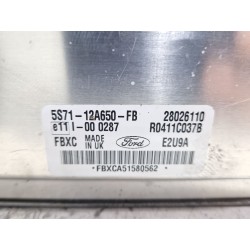 5S71-12A650-FB 28026110
e11 I-00 0287 R0411C037B
FBXC MADE IN UK Ford E2U9A
*FBXCA51580562*